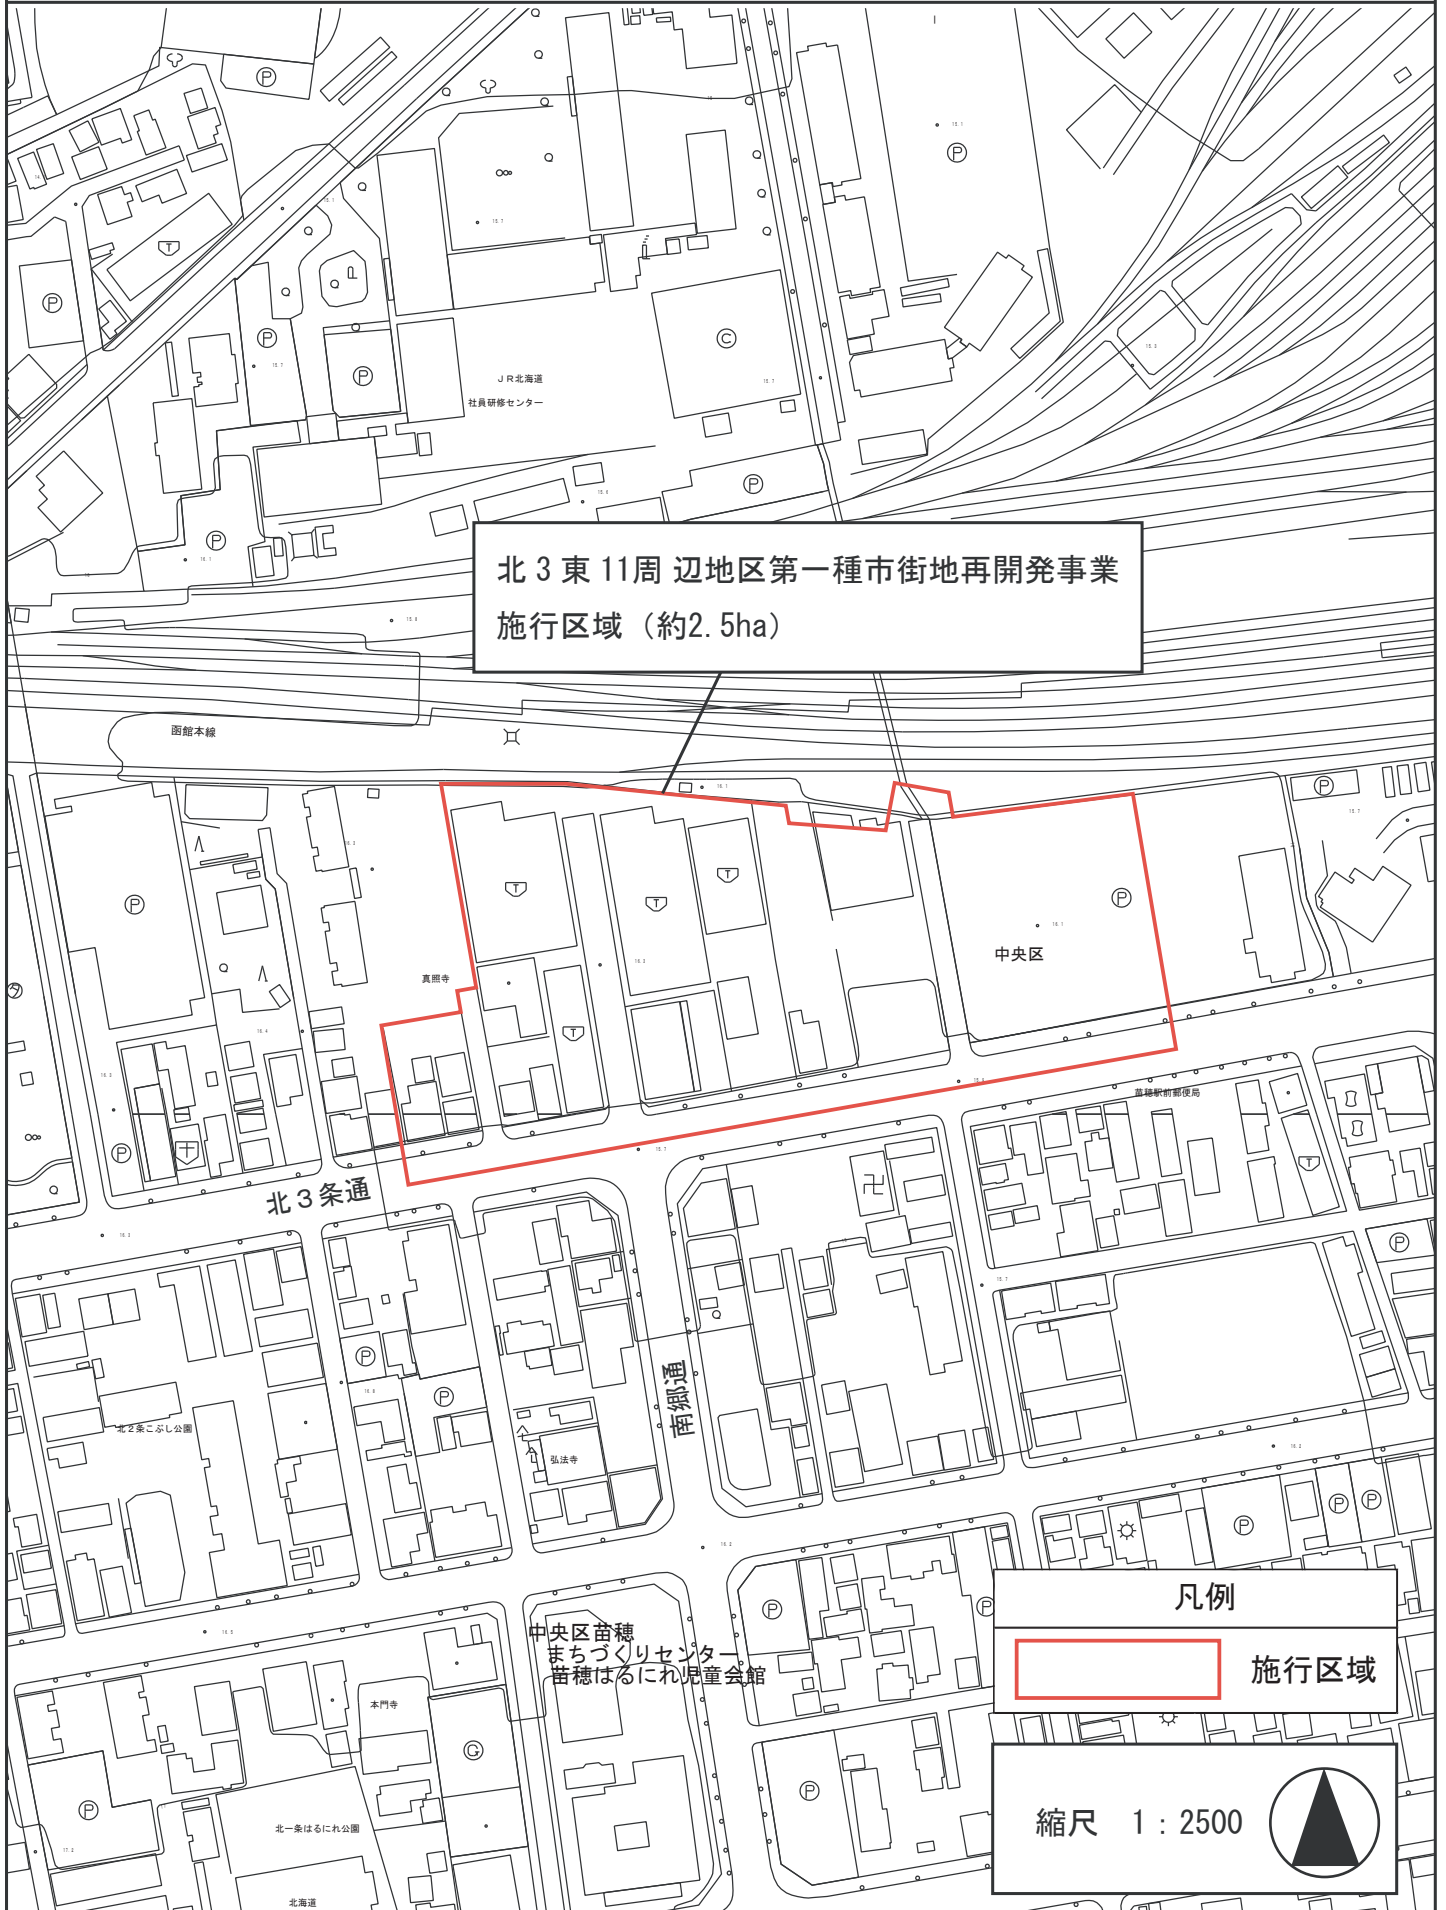 JR北海道
社員研修センター
北3東11周辺地区第一種市街地再開発事業
施行区域（約2.5ha）
函館本線
中央区
真照寺
苗穂駅前郵便局
北3条通
南郷通
北2条こぶし公園
弘法寺
中央区苗穂
まちづくりセンター
苗穂はるにれ児童会館
本門寺
北一条はるにれ公園
北海道
凡例
施行区域
縮尺 1:2500